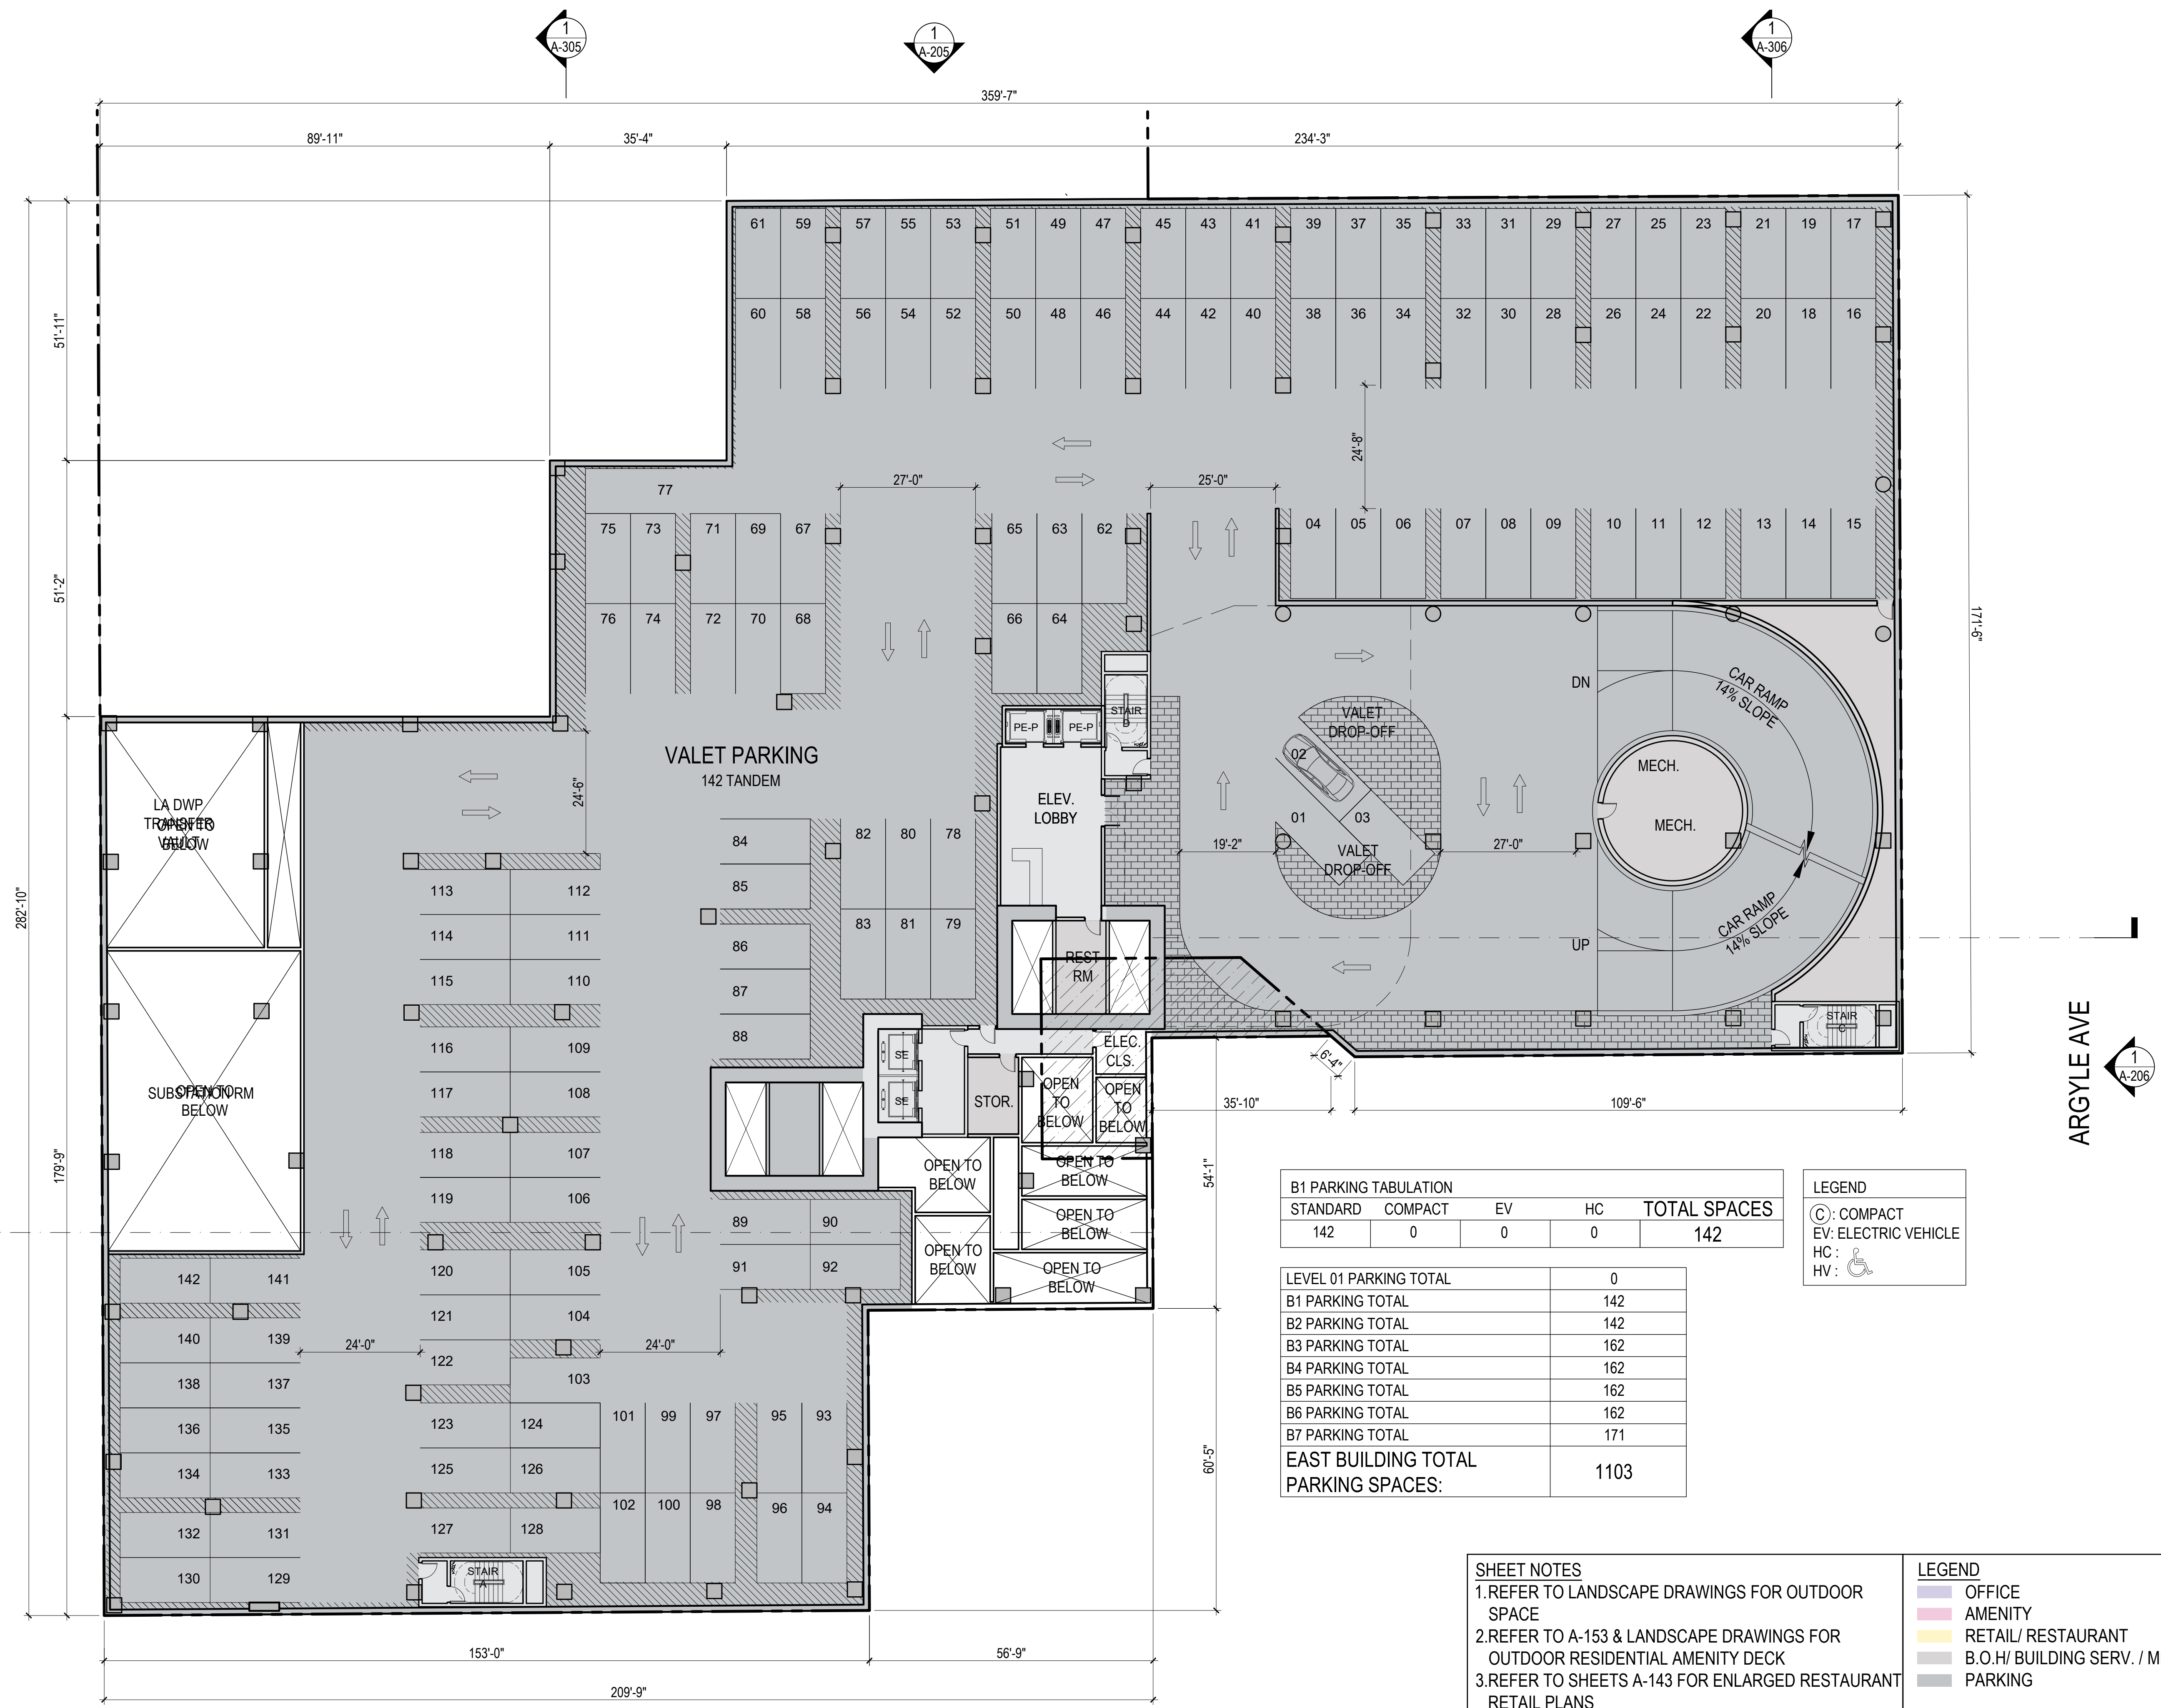 1
A-305
1
A-205
1
A-306
359'-7"
89'-11"
35'-4"
234'-3"
61 59 57 55 53 51 49 47 45 43 41 39 37 35 33 31 29 27 25 23 21 19 17
60 58 56 54 52 50 48 46 44 42 40 38 36 34 32 30 28 26 24 22 20 18 16
51'-11"
24'-8"
27'-0"
25'-0"
77
75 73 71 69 67 65 63 62 04 05 06 07 08 09 10 11 12 13 14 15
51'-2"
171'-6"
76 74 72 70 68 66 64
DN
CAR RAMP
14% SLOPE
STAIR
D
PE-P
PE-P
VALET
DROP-OFF
VALET PARKING
142 TANDEM
02
MECH.
24'-6"
ELEV.
LOBBY
LA DWP
TRANSFER
VAULT
OPEN TO
BELOW
01
03
MECH.
84
82 80 78
19'-2"
VALET
DROP-OFF
27'-0"
113 112
85
282'-10"
83 81 79
CAR RAMP
14% SLOPE
114 111
86
UP
REST
RM
115 110
87
88
STAIR
C
116 109
SE
ELEC.
CLS.
6'-4"
ARGYLE AVE
1
A-206
SUBSTATION RM
OPEN TO
BELOW
117 108
SE
STOR.
OPEN
TO
BELOW
OPEN
TO
BELOW
35'-10"
109'-6"
179'-9"
118 107
OPEN TO
BELOW
OPEN TO
BELOW
54'-1"
119 106
89 90
OPEN TO
BELOW
91 92
OPEN TO
BELOW
OPEN TO
BELOW
B1 PARKING TABULATION
STANDARD COMPACT EV HC TOTAL SPACES
142 0 0 0 142
LEGEND
C : COMPACT
EV: ELECTRIC VEHICLE
HC :
HV :
142 141 120 105
121 104
140 139
24'-0"
24'-0"
122
138 137 103
136 135 123 124 101 99 97 95 93
134 133 125 126
102 100 98 96 94
132 131 127 128
130 129
STAIR
A
60'-5"
LEVEL 01 PARKING TOTAL 0
B1 PARKING TOTAL 142
B2 PARKING TOTAL 142
B3 PARKING TOTAL 162
B4 PARKING TOTAL 162
B5 PARKING TOTAL 162
B6 PARKING TOTAL 162
B7 PARKING TOTAL 171
EAST BUILDING TOTAL
PARKING SPACES: 1103
153'-0"
56'-9"
209'-9"
SHEET NOTES
1.REFER TO LANDSCAPE DRAWINGS FOR OUTDOOR
SPACE
2.REFER TO A-153 & LANDSCAPE DRAWINGS FOR
OUTDOOR RESIDENTIAL AMENITY DECK
3.REFER TO SHEETS A-143 FOR ENLARGED RESTAURANT
RETAIL PLANS
LEGEND
OFFICE
AMENITY
RETAIL/ RESTAURANT
B.O.H/ BUILDING SERV. / M
PARKING